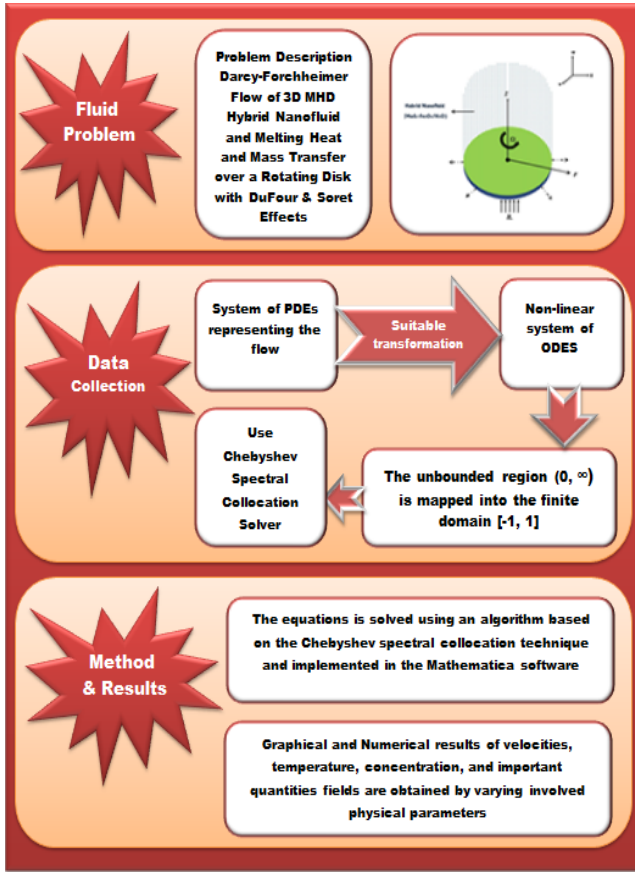 Fluid
Problem
Problem Description
Darcy-Forchheimer
Flow of 3D MHD
Hybrid Nanofluid
and Melting Heat
and Mass Transfer
over a Rotating Disk
with DuFour & Soret
Effects
Hybrid Nanofluid
Data
Collection
System of PDEs
representing the
flow
Suitable
transformation
Non-linear
system of
ODES
Use
Chebyshev
Spectral
Collocation
Solver
The unbounded region (0, ∞)
is mapped into the finite
domain [-1, 1]
Method
& Results
The equations is solved using an algorithm based
on the Chebyshev spectral collocation technique
and implemented in the Mathematica software
Graphical and Numerical results of velocities,
temperature, concentration, and important
quantities fields are obtained by varying involved
physical parameters